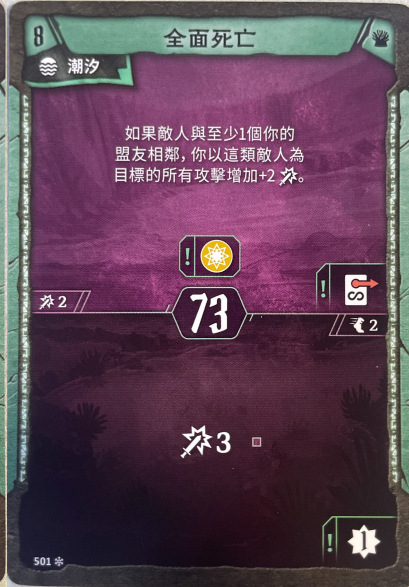 8
全面死亡
潮汐
如果敵人與至少1個你的
盟友相鄰，你以這類敵人為
目標的所有攻擊增加+2。
!
!
2
73
2
3
501
!
1